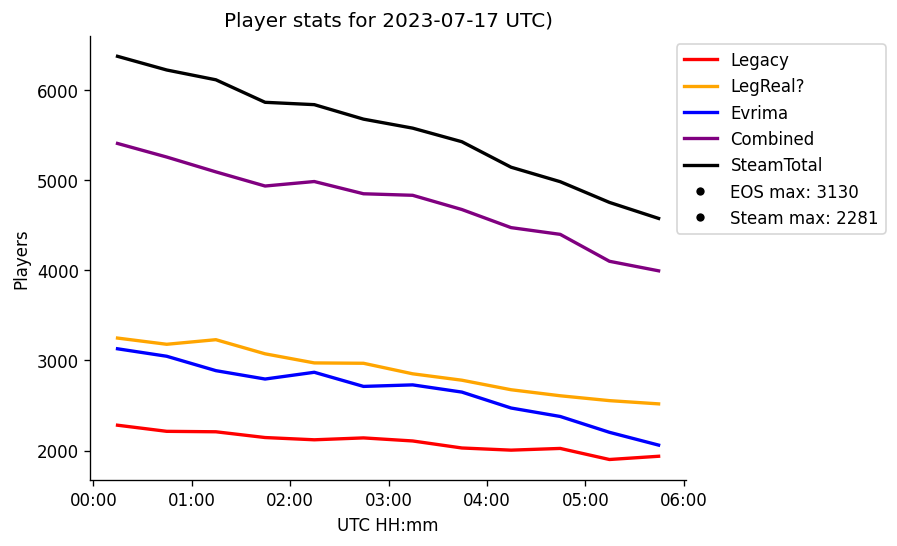 Player stats for 2023-07-17 UTC)
Legacy
LegReal?
Evrima
Combined
SteamTotal
EOS max: 3130
Steam max: 2281
Players
6000
5000
4000
3000
2000
00:00 01:00 02:00 03:00 04:00 05:00 06:00
UTC HH:mm